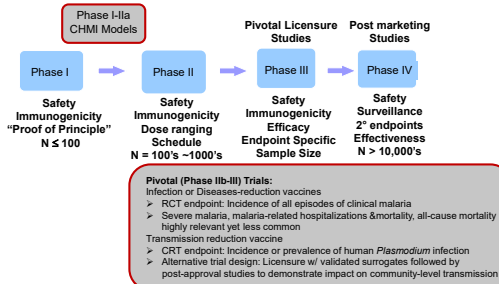 Phase I-IIa
CHMI Models
Pivotal Licensure
Studies
Post marketing
Studies
Phase I
Phase II
Phase III
Phase IV
Safety
Immunogenicity
“Proof of Principle”
N ≤ 100
Safety
Immunogenicity
Dose ranging
Schedule
N = 100’s ~1000’s
Safety
Immunogenicity
Efficacy
Endpoint Specific
Sample Size
Safety
Surveillance
2° endpoints
Effectiveness
N > 10,000’s
Pivotal (Phase IIb-III) Trials:
Infection or Diseases-reduction vaccines
➢ RCT endpoint: Incidence of all episodes of clinical malaria
➢ Severe malaria, malaria-related hospitalizations &mortality, all-cause mortality
highly relevant yet less common
Transmission reduction vaccine
➢ CRT endpoint: Incidence or prevalence of human Plasmodium infection
➢ Alternative trial design: Licensure w/ validated surrogates followed by
post-approval studies to demonstrate impact on community-level transmission